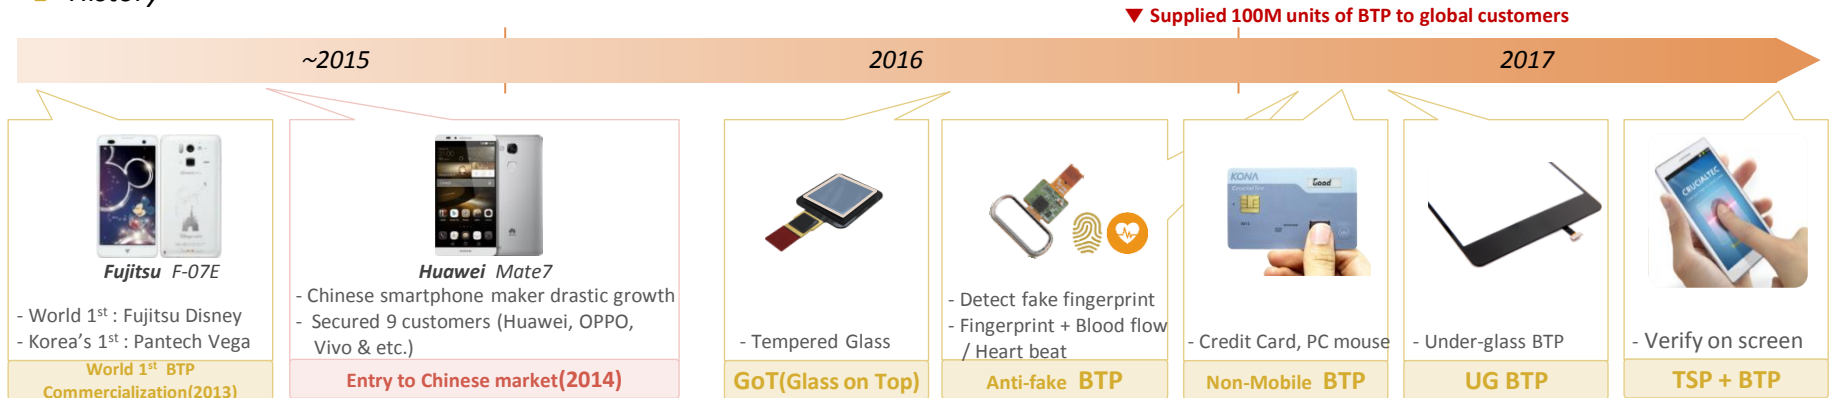 History
▼ Supplied 100M units of BTP to global customers
~2015
2016
2017
Fujitsu F-07E
- World 1st : Fujitsu Disney
- Korea's 1st : Pantech Vega
World 1st BTP
Commercialization(2013)
Huawei Mate7
- Chinese smartphone maker drastic growth
- Secured 9 customers (Huawei, OPPO,
Vivo & etc.)
Entry to Chinese market(2014)
- Tempered Glass
GoT(Glass on Top)
- Detect fake fingerprint
- Fingerprint + Blood flow
/ Heart beat
Anti-fake BTP
KONA
Good
- Credit Card, PC mouse
Non-Mobile BTP
- Under-glass BTP
UG BTP
CRUCIALTEC
- Verify on screen
TSP + BTP